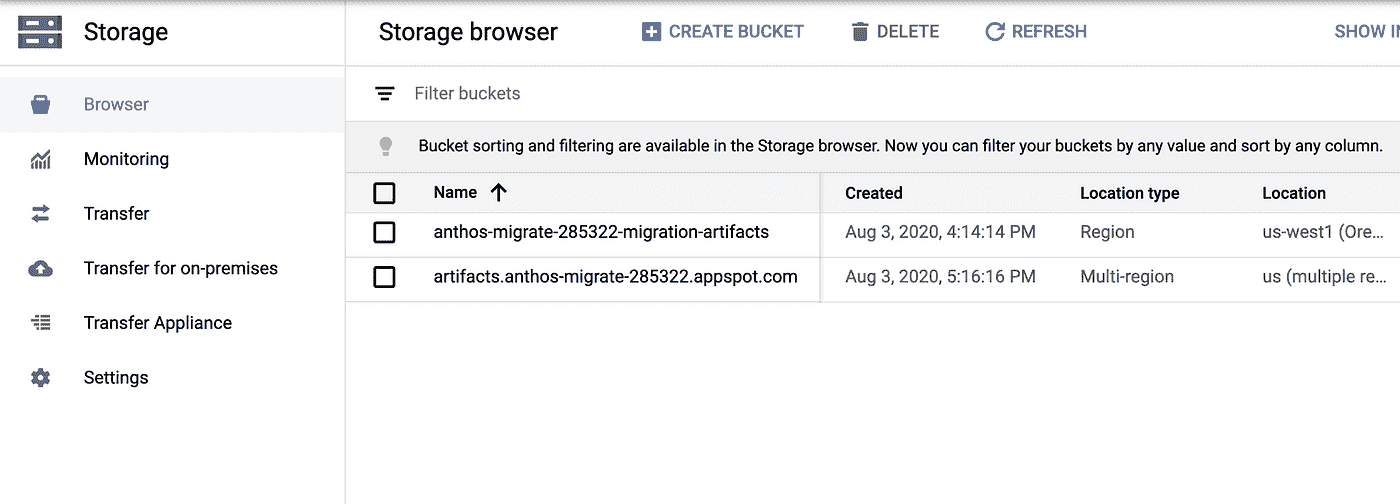 Storage
Storage browser
CREATE BUCKET
DELETE
REFRESH
SHOW IN
Browser
Monitoring
Transfer
Transfer for on-premises
Transfer Appliance
Settings
Filter buckets
Bucket sorting and filtering are available in the Storage browser. Now you can filter your buckets by any value and sort by any column.
Name Created Location type Location
anthos-migrate-285322-migration-artifacts Aug 3, 2020, 4:14:14 PM Region us-west1 (Ore...
artifacts.anthos-migrate-285322.appspot.com Aug 3, 2020, 5:16:16 PM Multi-region us (multiple re...